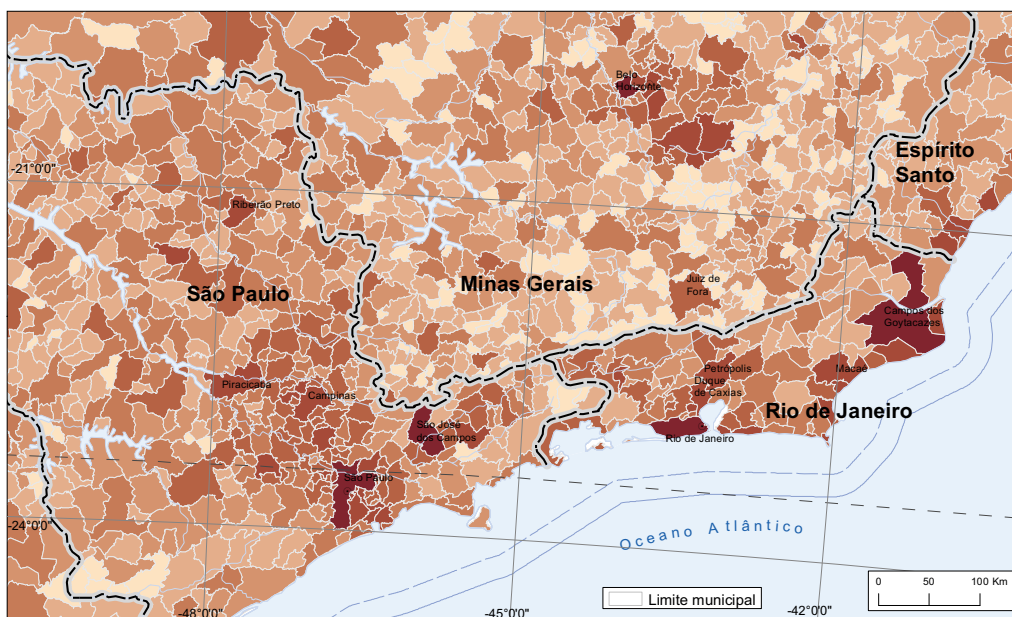 Belo
Horizonte
Espírito
Santo
-21°0'0"
Ribeirão Preto
São Paulo
Minas Gerais
Juiz de
Fora
Campos dos
Goytacazes
Piracicaba
Campinas
Petrópolis
Duque
de Caxias
Macaé
Rio de Janeiro
São José
dos Campos
Rio de Janeiro
São Paulo
-24°0'0"
Oceano Atlântico
0 50 100 Km
Limite municipal
-48°0'0"
-45°0'0"
-42°0'0"